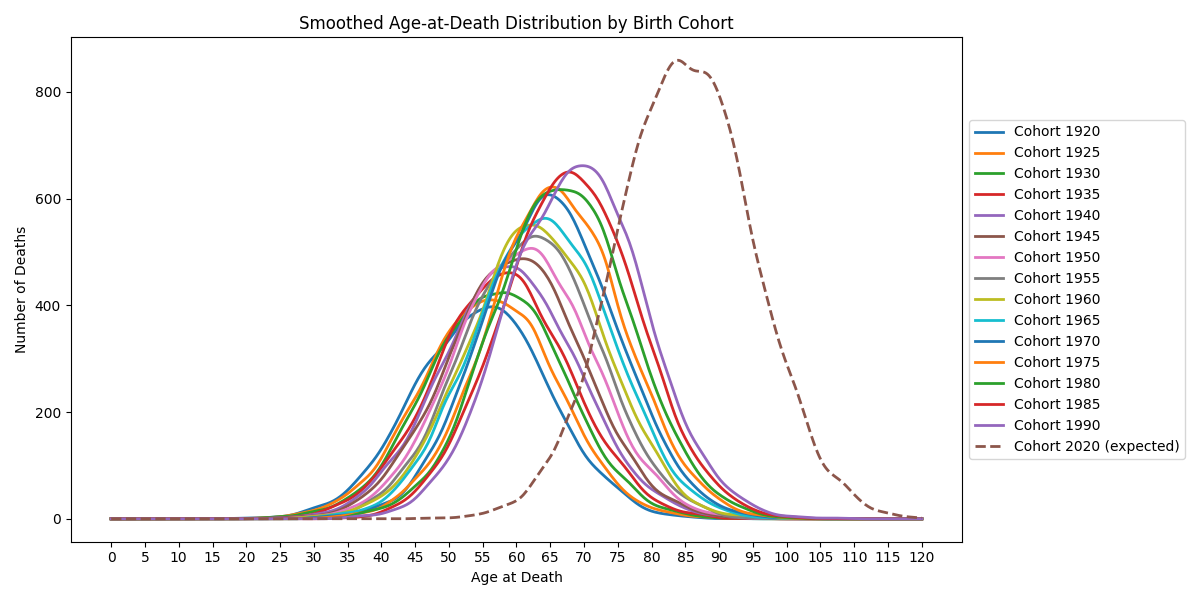 Smoothed Age-at-Death Distribution by Birth Cohort
Number of Deaths
800
600
400
200
0
0 5 10 15 20 25 30 35 40 45 50 55 60 65 70 75 80 85 90 95 100 105 110 115 120
Age at Death
Cohort 1920
Cohort 1925
Cohort 1930
Cohort 1935
Cohort 1940
Cohort 1945
Cohort 1950
Cohort 1955
Cohort 1960
Cohort 1965
Cohort 1970
Cohort 1975
Cohort 1980
Cohort 1985
Cohort 1990
Cohort 2020 (expected)